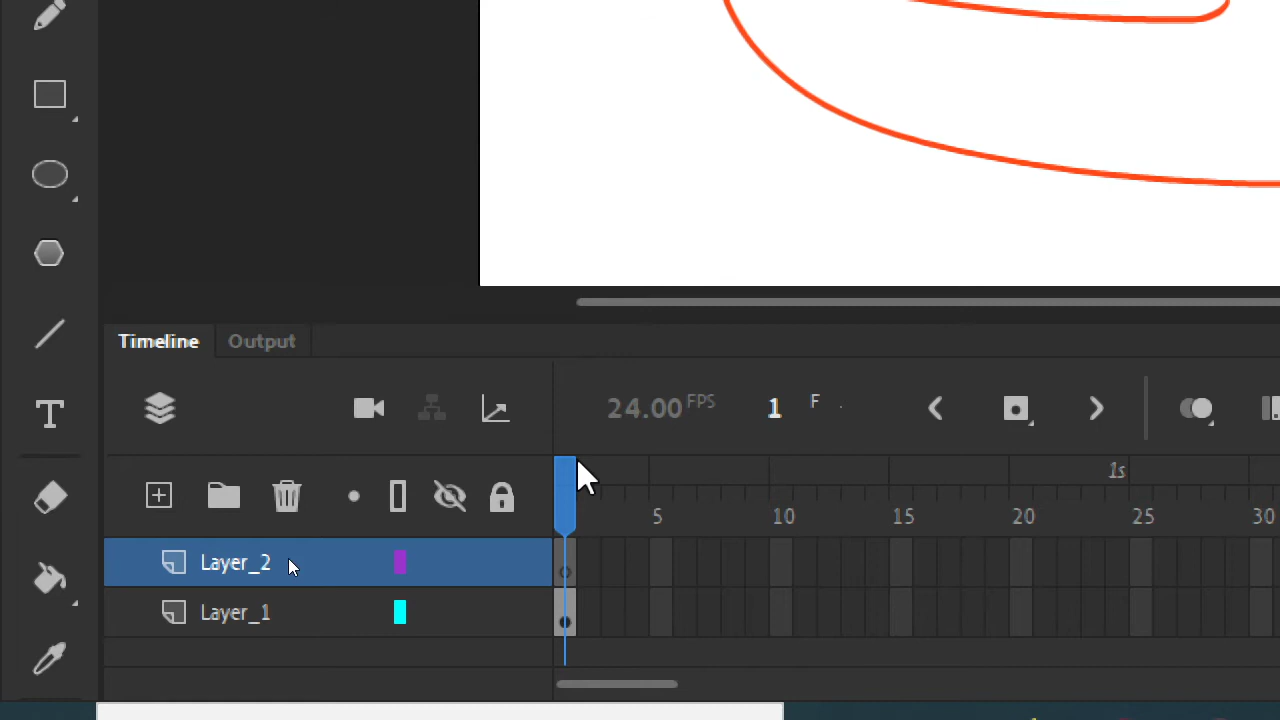 Timeline Output
24.00 FPS 1 F
1s
5 10 15 20 25 30
Layer_2
Layer_1